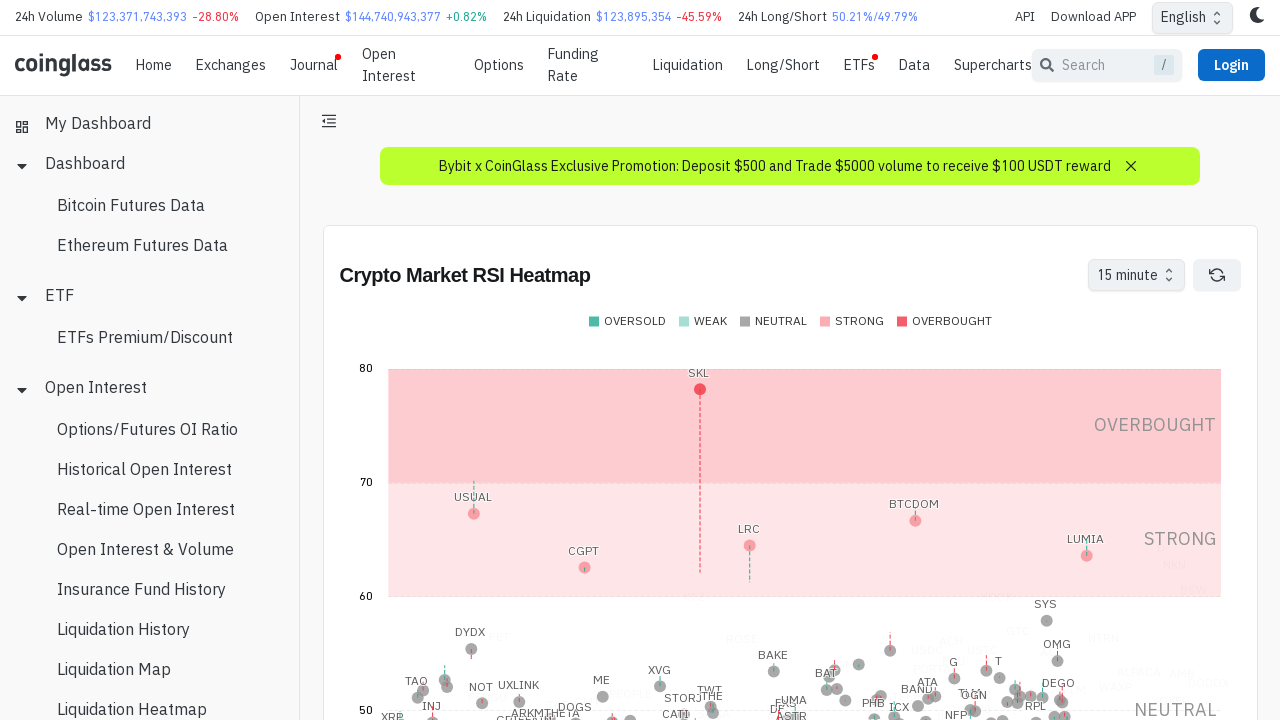 24h Volume $123,371,743,393 -28.80% Open Interest $144,740,943,377 +0.82% 24h Liquidation $123,895,354 -45.59% 24h Long/Short 50.21%/49.79% API Download APP English
coinglass Home Exchanges Journal Open Interest Options Funding Rate Liquidation Long/Short ETFs Data Supercharts Search / Login
My Dashboard
Dashboard
Bitcoin Futures Data
Ethereum Futures Data
ETF
ETFs Premium/Discount
Open Interest
Options/Futures OI Ratio
Historical Open Interest
Real-time Open Interest
Open Interest & Volume
Insurance Fund History
Liquidation History
Liquidation Map
Liquidation Heatmap
Bybit x CoinGlass Exclusive Promotion: Deposit $500 and Trade $5000 volume to receive $100 USDT reward
Crypto Market RSI Heatmap
15 minute
OVERSOLD WEAK NEUTRAL STRONG OVERBOUGHT
80
SKL
OVERBOUGHT
70
USUAL
BTCDOM
LRC
LUMIA
STRONG
CGPT
60
SYS
DYDX
OMG
BAKE
G
T
XVG
BAT
ME
TAO
ATA
DEGO
NOT
UXLINK
BAND
TWT
STORJ
THE
OGN
PHB
ICX
RPL
INJ
DOGS
NEUTRAL
50
NFP